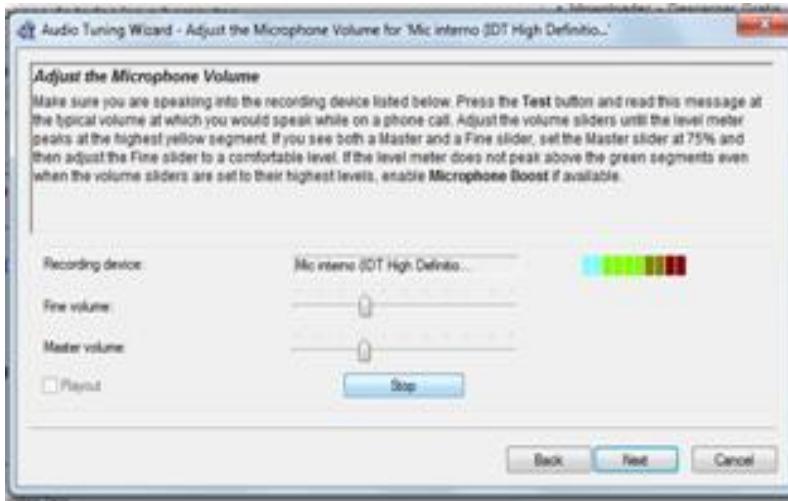 Audio Tuning Wizard - Adjust the Microphone Volume for 'Mic interno (IDT High Definitio...'
Adjust the Microphone Volume
Make sure you are speaking into the recording device listed below. Press the Test button and read this message at
the typical volume at which you would speak while on a phone call. Adjust the volume sliders until the level meter
peaks at the highest yellow segment. If you see both a Master and a Fine slider, set the Master slider at 75% and
then adjust the Fine slider to a comfortable level. If the level meter does not peak above the green segments even
when the volume sliders are set to their highest levels, enable Microphone Boost if available.
Recording device:
Mic interno (IDT High Definitio...
Fine volume:
Master volume:
Playout
Stop
Back
Next
Cancel